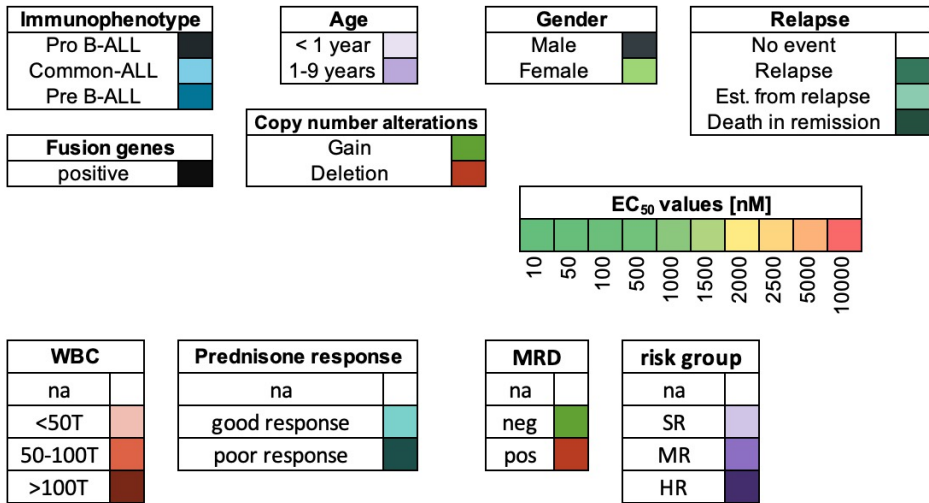 Immunophenotype
Pro B-ALL
Common-ALL
Pre B-ALL
Age
< 1 year
1-9 years
Gender
Male
Female
Relapse
No event
Relapse
Est. from relapse
Death in remission
Fusion genes
positive
Copy number alterations
Gain
Deletion
EC₅₀ values [nM]
10 50 100 500 1000 1500 2000 2500 5000 10000
WBC
na
<50T
50-100T
>100T
Prednisone response
na
good response
poor response
MRD
na
neg
pos
risk group
na
SR
MR
HR